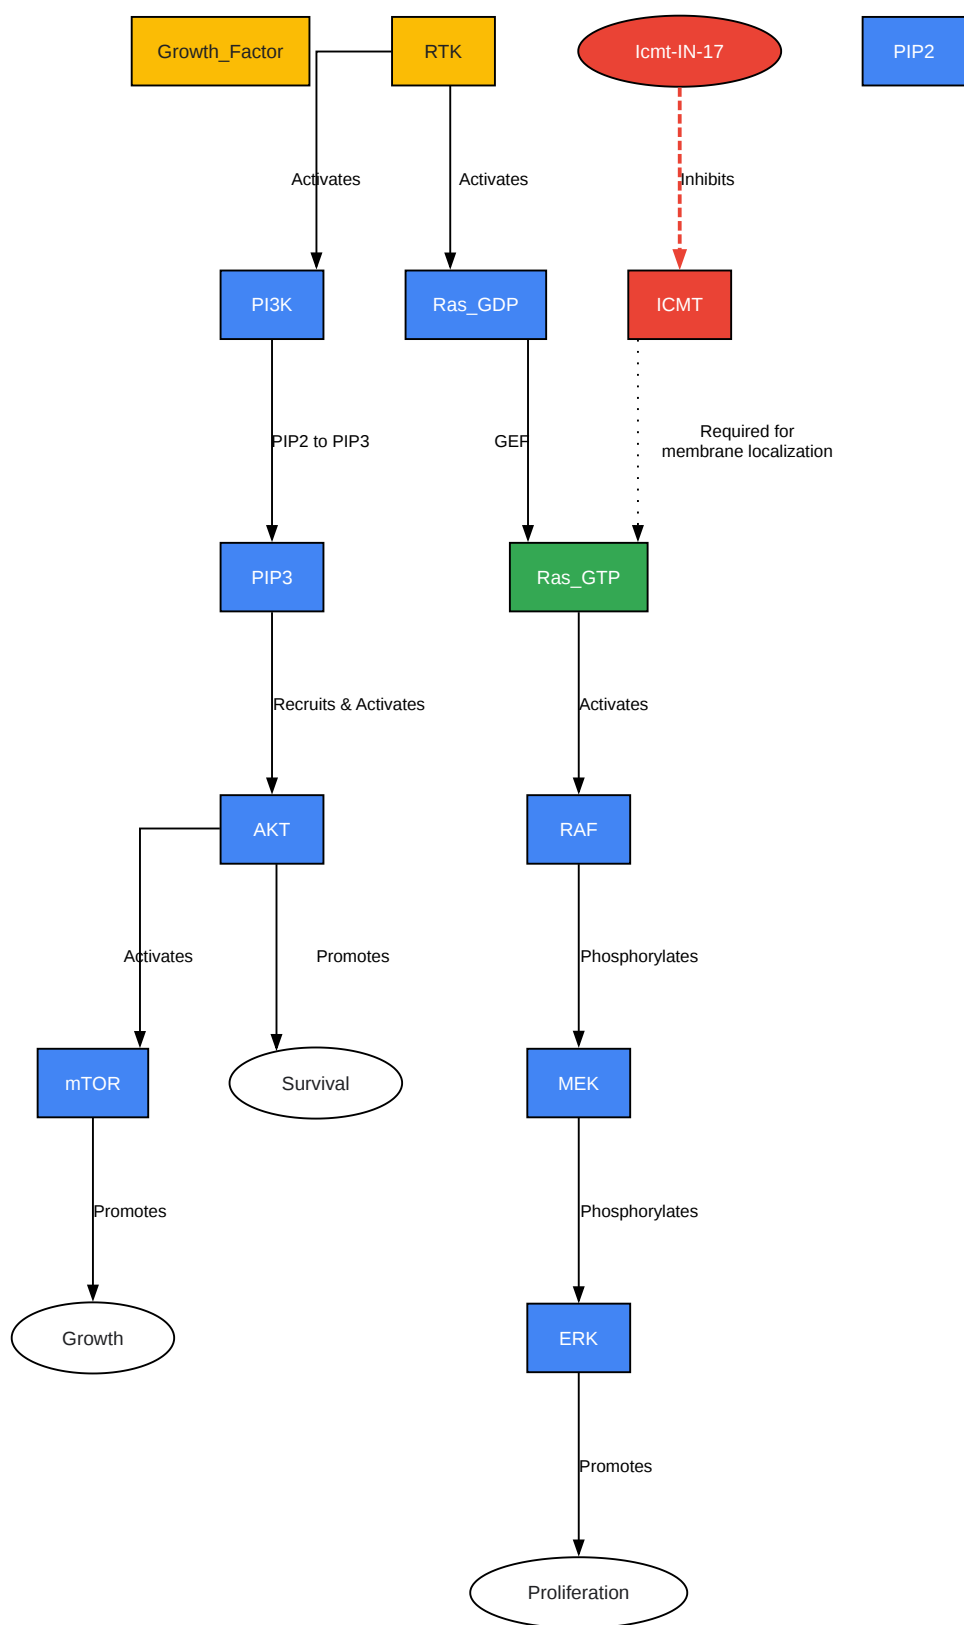 Growth_Factor
RTK
Icmt-IN-17
PIP2
Activates
Activates
Inhibits
PI3K
Ras_GDP
ICMT
PIP2 to PIP3
GEF
Required for
membrane localization
PIP3
Ras_GTP
Recruits & Activates
Activates
AKT
RAF
Activates
Promotes
Phosphorylates
mTOR
Survival
MEK
Promotes
Phosphorylates
Growth
ERK
Promotes
Proliferation